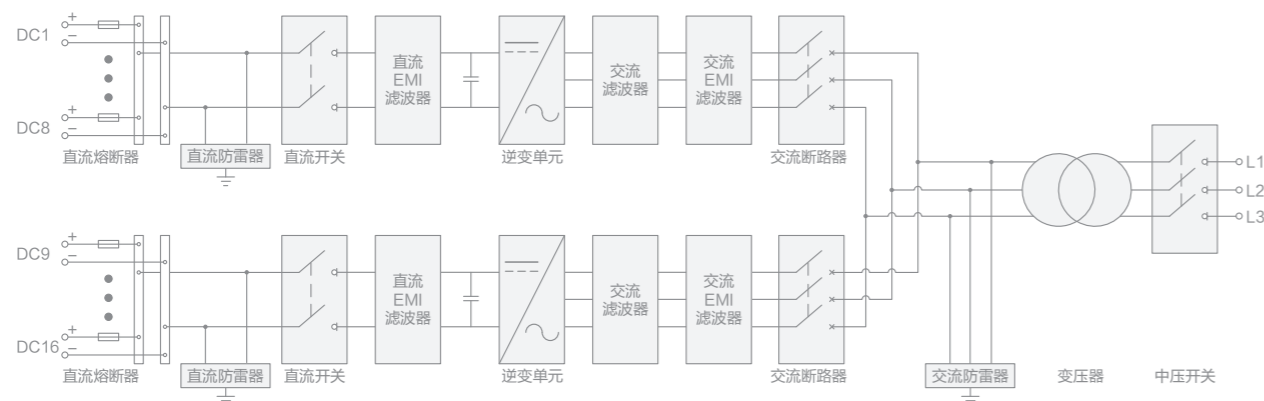 DC1
+
−
DC8
+
−
直流熔断器
直流防雷器
直流开关
直流
EMI
滤波器
逆变单元
交流
滤波器
交流
EMI
滤波器
交流断路器
L1
L2
L3
DC9
+
−
DC16
+
−
直流熔断器
直流防雷器
直流开关
直流
EMI
滤波器
逆变单元
交流
滤波器
交流
EMI
滤波器
交流断路器
交流防雷器
变压器
中压开关